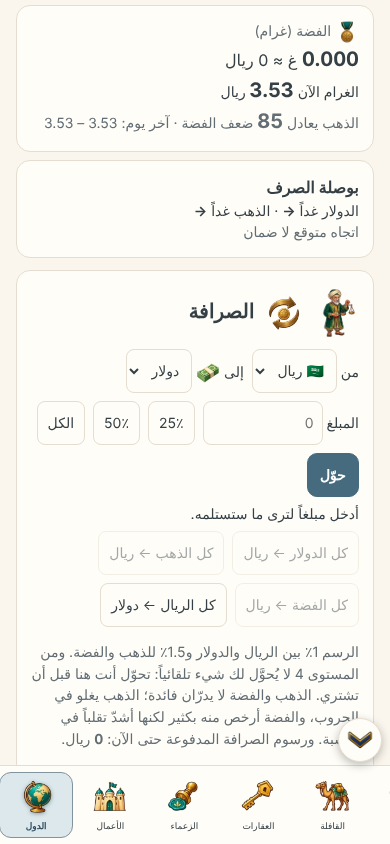 الفضة (غرام)
0.000 غ ≈ 0 ريال
الغرام الآن 3.53 ريال
الذهب يعادل 85 ضعف الفضة · آخر يوم: 3.53 – 3.53
بوصلة الصرف
الدولار غداً → · الذهب غداً →
اتجاه متوقع لا ضمان
الصرافة
من ريال إلى دولار
المبلغ 0 25٪ 50٪ الكل
حوّل
أدخل مبلغاً لترى ما ستستلمه.
كل الدولار ← ريال كل الذهب ← ريال
كل الفضة ← ريال كل الريال ← دولار
الرسم 1٪ بين الريال والدولار و1.5٪ للذهب والفضة. ومن
المستوى 4 لا يُحوَّل لك شيء تلقائياً: تحوّل أنت هنا قبل أن
تشتري. الذهب والفضة لا يدرّان فائدة؛ الذهب يغلو في
الحروب، والفضة أرخص منه بكثير لكنها أشدّ تقلباً في
ورسوم الصرافة المدفوعة حتى الآن: 0 ريال.
القافلة العقارات الزعماء الأعمال الدول